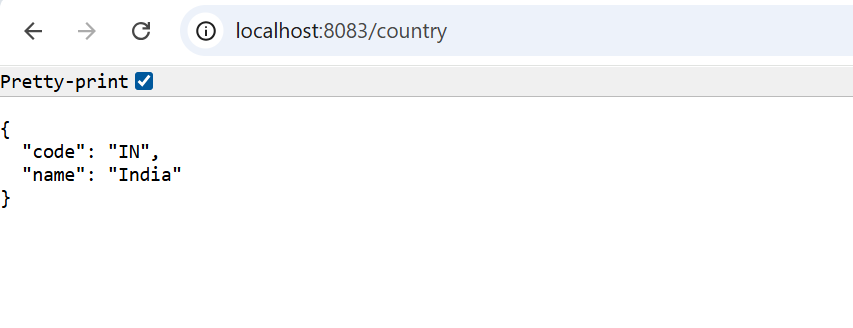 localhost:8083/country
Pretty-print
{
  "code": "IN",
  "name": "India"
}